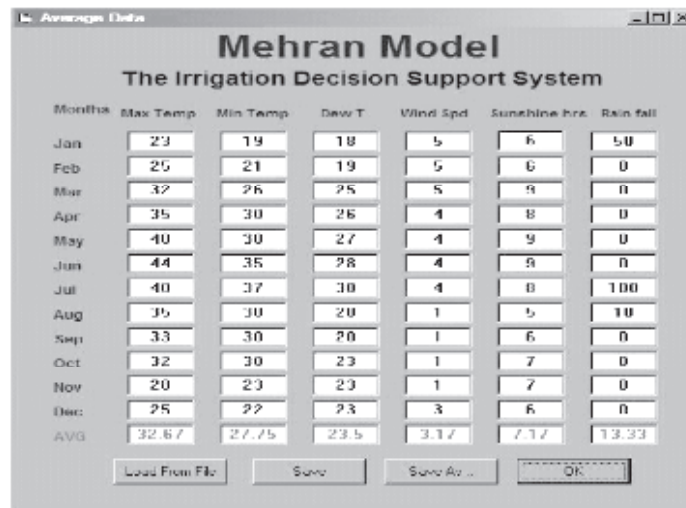 Average Data
Mehran Model
The Irrigation Decision Support System
Months Max Temp Min Temp Dew T Wind Spd Sunshine hrs Rain fall
Jan 23 19 18 5 6 50
Feb 25 21 19 5 6 0
Mar 32 26 25 5 9 0
Apr 35 30 26 4 8 0
May 40 30 27 4 9 0
Jun 44 35 28 4 9 0
Jul 40 37 30 4 8 100
Aug 35 30 20 1 5 10
Sep 33 30 20 1 6 0
Oct 32 30 23 1 7 0
Nov 28 23 23 1 7 0
Dec 25 22 23 3 6 0
AVG 32.67 27.75 23.5 3.17 7.17 13.33
Load From File Save Save As .. OK